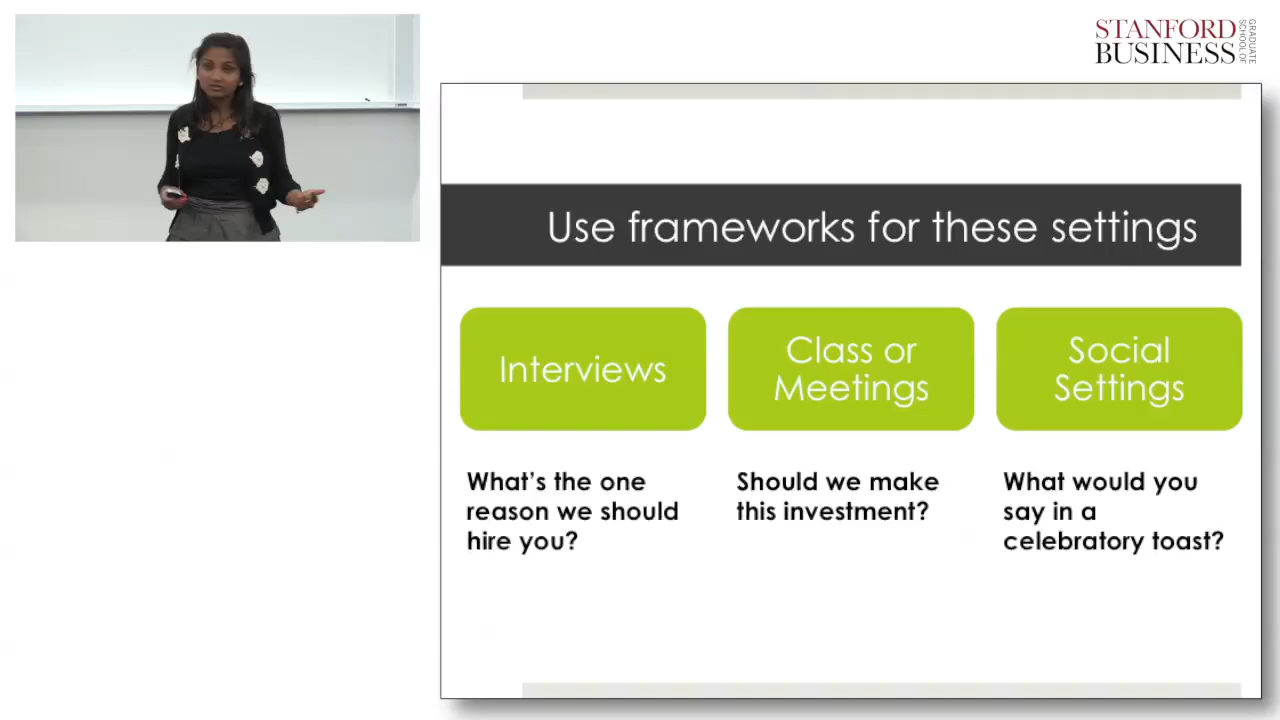 STANFORD
BUSINESS
GRADUATE
SCHOOL OF
Use frameworks for these settings
Interviews
Class or
Meetings
Social
Settings
What's the one
reason we should
hire you?
Should we make
this investment?
What would you
say in a
celebratory toast?